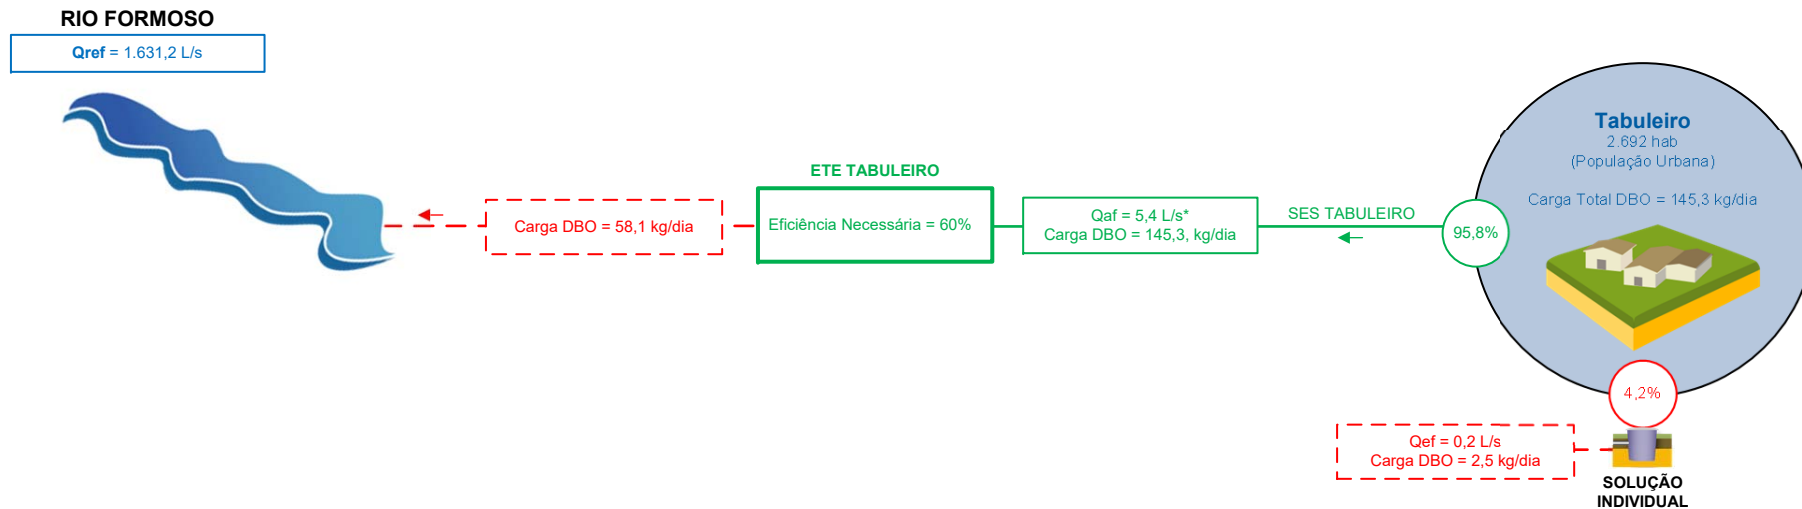 RIO FORMOSO
Qref = 1.631,2 L/s
Tabuleiro
2.692 hab
(População Urbana)
Carga Total DBO = 145,3 kg/dia
ETE TABULEIRO
Eficiência Necessária = 60%
Carga DBO = 58,1 kg/dia
Qaf = 5,4 L/s*
Carga DBO = 145,3, kg/dia
SES TABULEIRO
95,8%
4,2%
Qef = 0,2 L/s
Carga DBO = 2,5 kg/dia
SOLUÇÃO
INDIVIDUAL